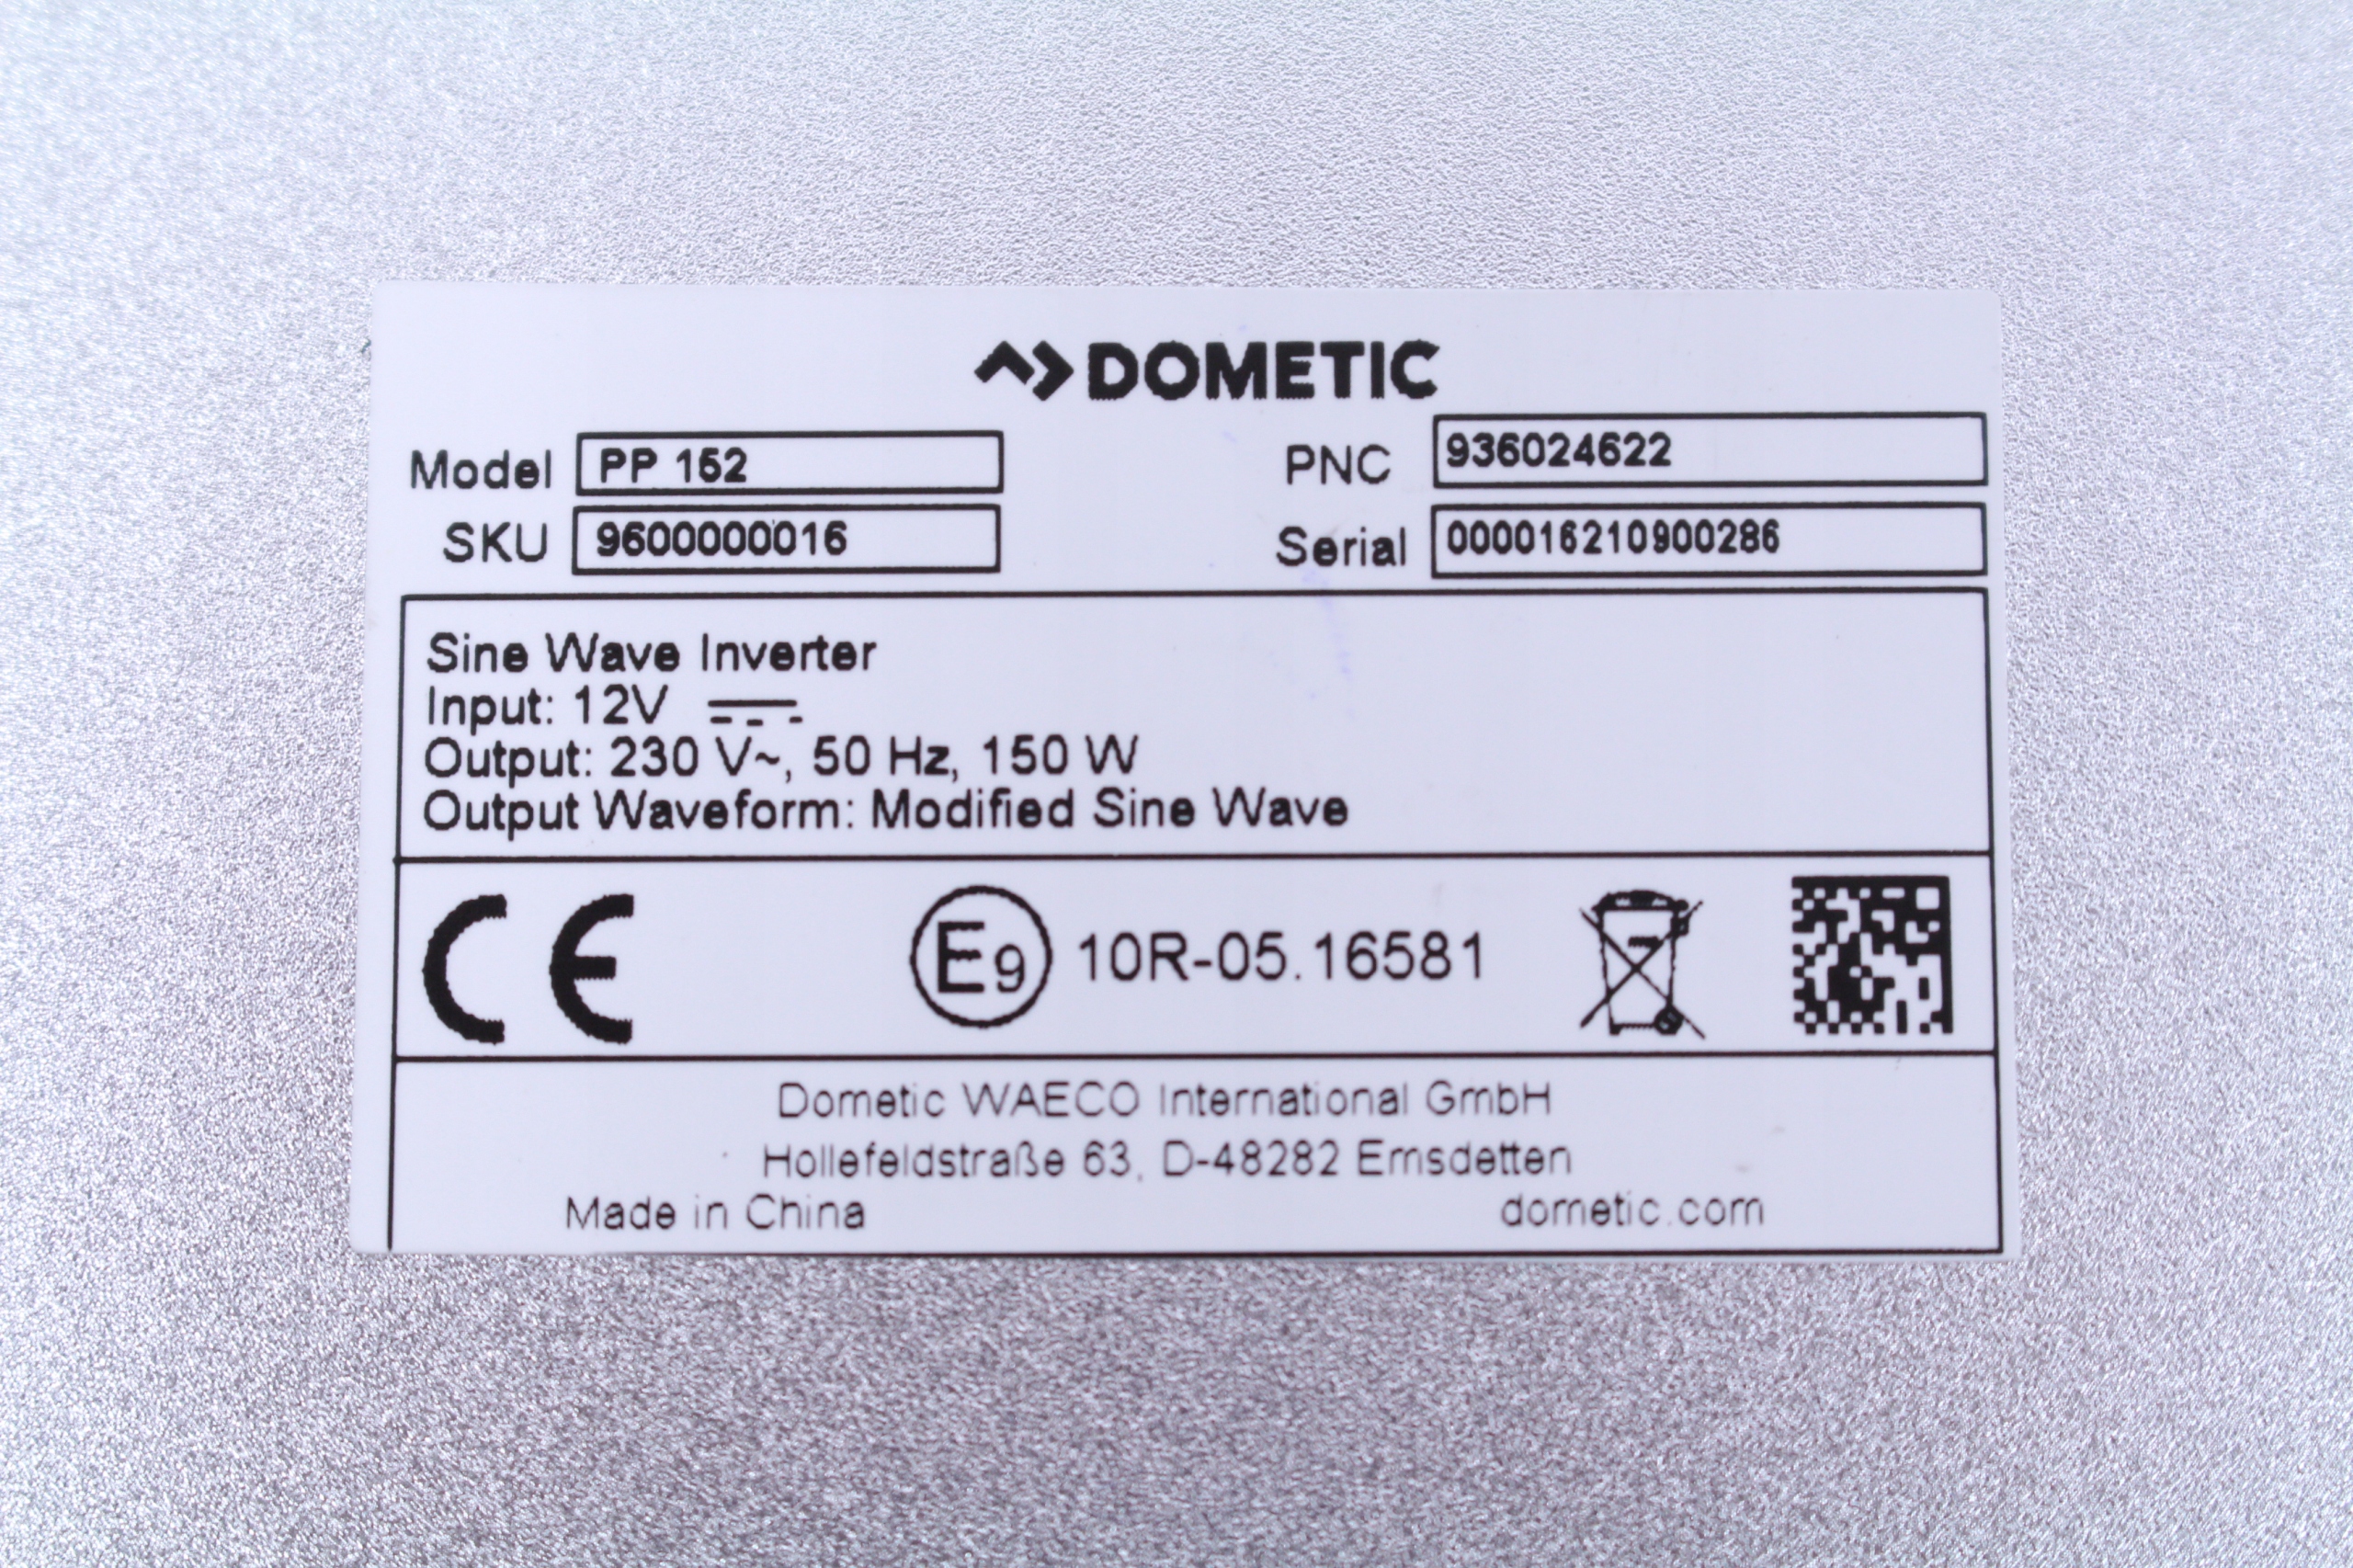 DOMETIC
Model PP 152 PNC 936024622
SKU 9600000016 Serial 000016210900286
Sine Wave Inverter
Input: 12V ⎓
Output: 230 V~, 50 Hz, 150 W
Output Waveform: Modified Sine Wave
CE E9 10R-05.16581
Dometic WAECO International GmbH
Hollefeldstraße 63, D-48282 Emsdetten
Made in China dometic.com